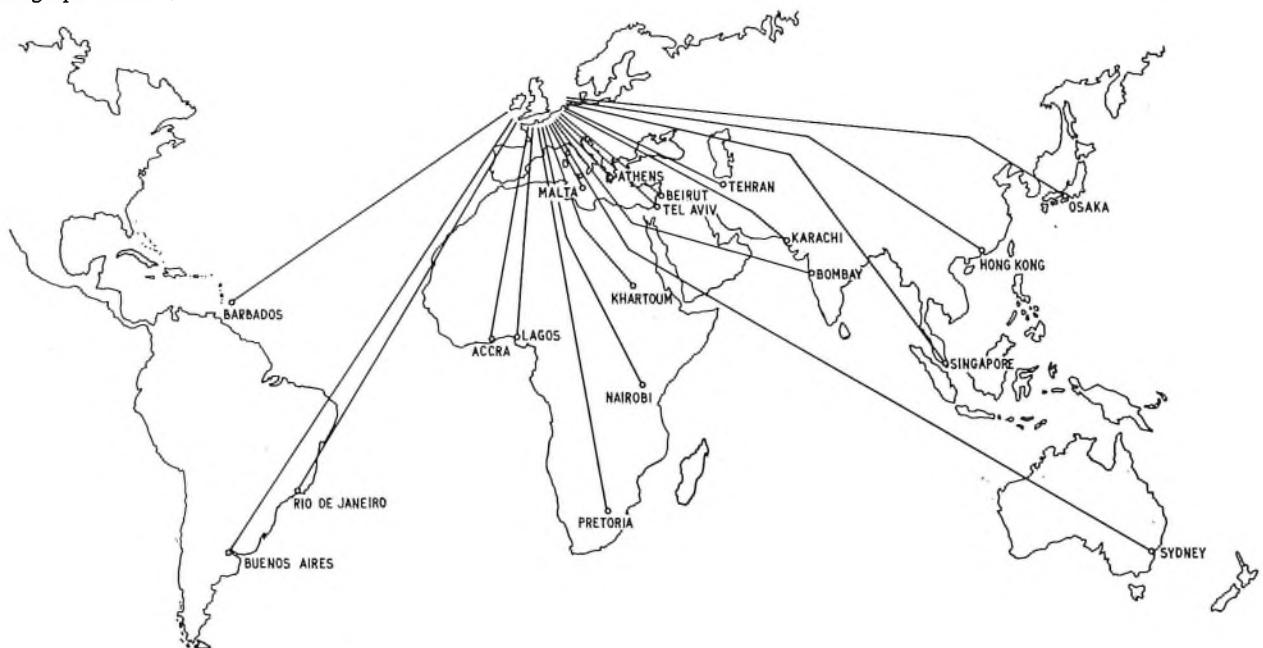 ATHENS
MALTA
TEHRAN
BEIRUT
TEL AVIV
OSAKA
KARACHI
HONG KONG
BOMBAY
KHARTOUM
BARBADOS
LAGOS
ACCRA
SINGAPORE
NAIROBI
RIO DE JANEIRO
PRETORIA
SYDNEY
BUENOS AIRES